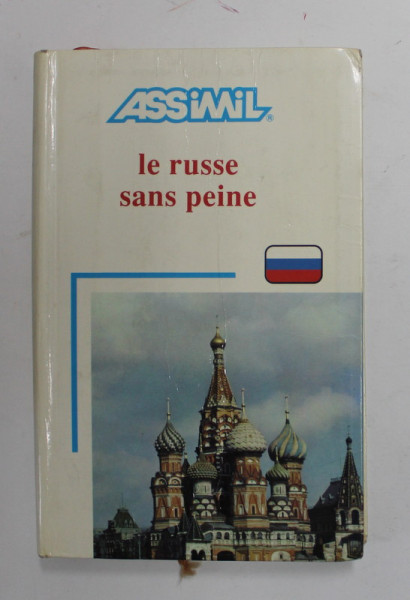 ASSiMiL®
le russe
sans peine